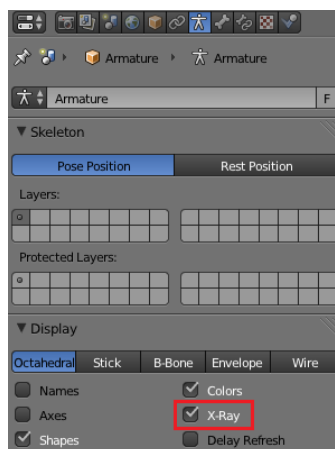 Armature Armature
Armature F
Skeleton
Pose Position Rest Position
Layers:
Protected Layers:
Display
Octahedral Stick B-Bone Envelope Wire
Names Colors
Axes X-Ray
Shapes Delay Refresh